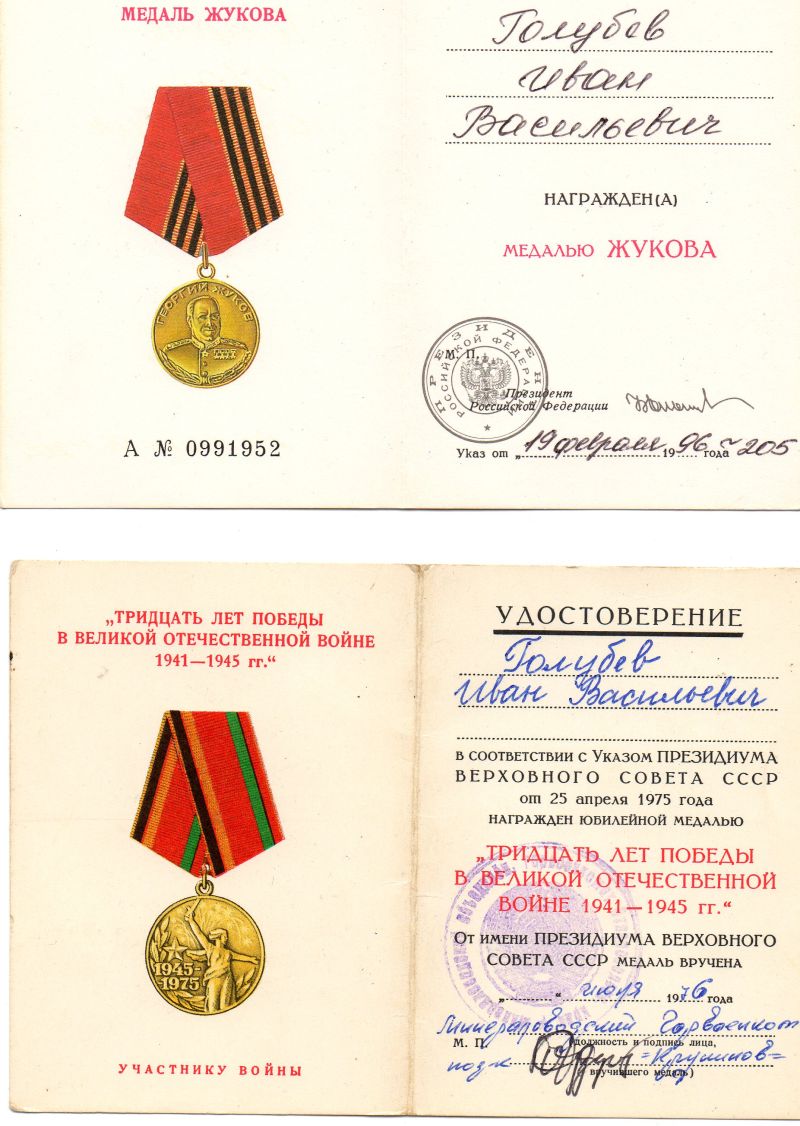 МЕДАЛЬ ЖУКОВА
ГЕОРГИЙ ЖУКОВ
А № 0991952
Голубев
Иван
Васильевич
НАГРАЖДЕН(А)
МЕДАЛЬЮ ЖУКОВА
ПРЕЗИДЕНТ
РОССИЙСКОЙ ФЕДЕРАЦИИ
М. П.
Президент
Российской Федерации
Указ от „19 февраля 1996 года № 205
„ТРИДЦАТЬ ЛЕТ ПОБЕДЫ
В ВЕЛИКОЙ ОТЕЧЕСТВЕННОЙ ВОЙНЕ
1941—1945 гг.“
1945-
1975
УЧАСТНИКУ ВОЙНЫ
УДОСТОВЕРЕНИЕ
Голубев
Иван Васильевич
В СООТВЕТСТВИИ С УКАЗОМ ПРЕЗИДИУМА
ВЕРХОВНОГО СОВЕТА СССР
от 25 апреля 1975 года
НАГРАЖДЕН ЮБИЛЕЙНОЙ МЕДАЛЬЮ
„ТРИДЦАТЬ ЛЕТ ПОБЕДЫ
В ВЕЛИКОЙ ОТЕЧЕСТВЕННОЙ
ВОЙНЕ 1941—1945 гг.“
ОТ ИМЕНИ ПРЕЗИДИУМА ВЕРХОВНОГО
СОВЕТА СССР МЕДАЛЬ ВРУЧЕНА
„ “ июля 1976 года
Минераловодский Горвоенком
М. П. (должность и подпись лица,
вручившего медаль)